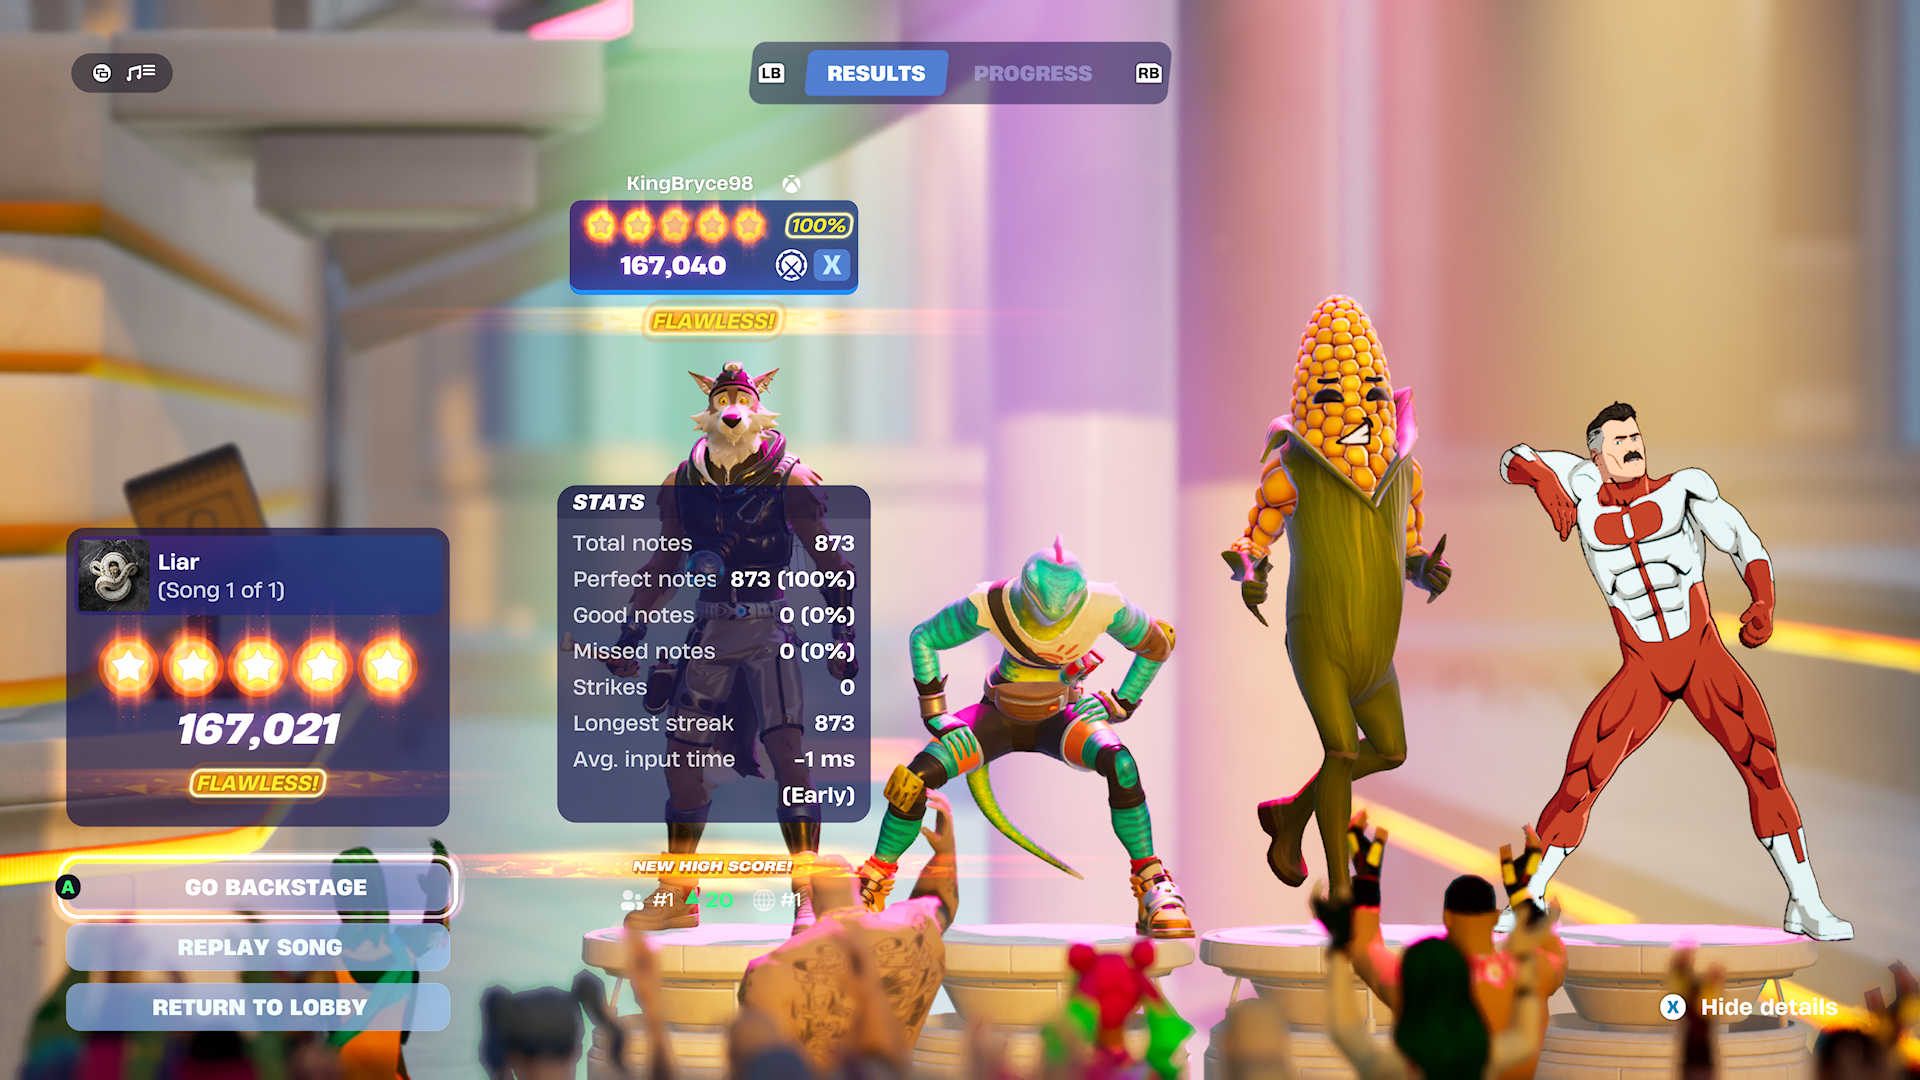 LB
RESULTS
PROGRESS
RB
KingBryce98
100%
167,040
X
FLAWLESS!
STATS
Total notes 873
Perfect notes 873 (100%)
Good notes 0 (0%)
Missed notes 0 (0%)
Strikes 0
Longest streak 873
Avg. input time -1 ms
(Early)
NEW HIGH SCORE!
#1 20 #1
Liar
(Song 1 of 1)
167,021
FLAWLESS!
A GO BACKSTAGE
REPLAY SONG
RETURN TO LOBBY
X Hide details